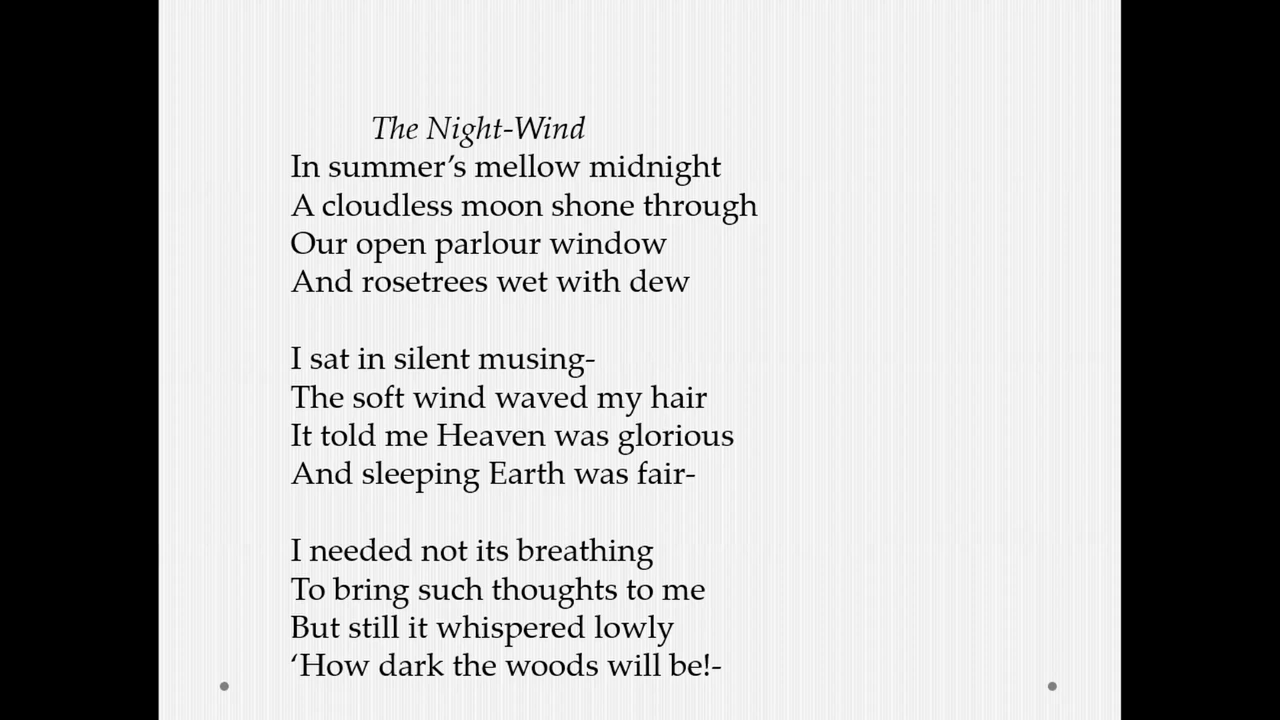 The Night-Wind
In summer’s mellow midnight
A cloudless moon shone through
Our open parlour window
And rosetrees wet with dew
I sat in silent musing-
The soft wind waved my hair
It told me Heaven was glorious
And sleeping Earth was fair-
I needed not its breathing
To bring such thoughts to me
But still it whispered lowly
‘How dark the woods will be!-